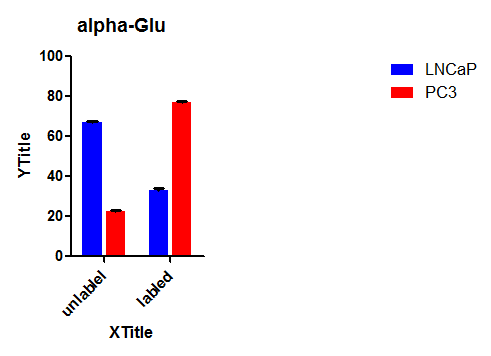 alpha-Glu
100
80
60
40
20
0
YTitle
unlablel
labled
XTitle
LNCaP
PC3